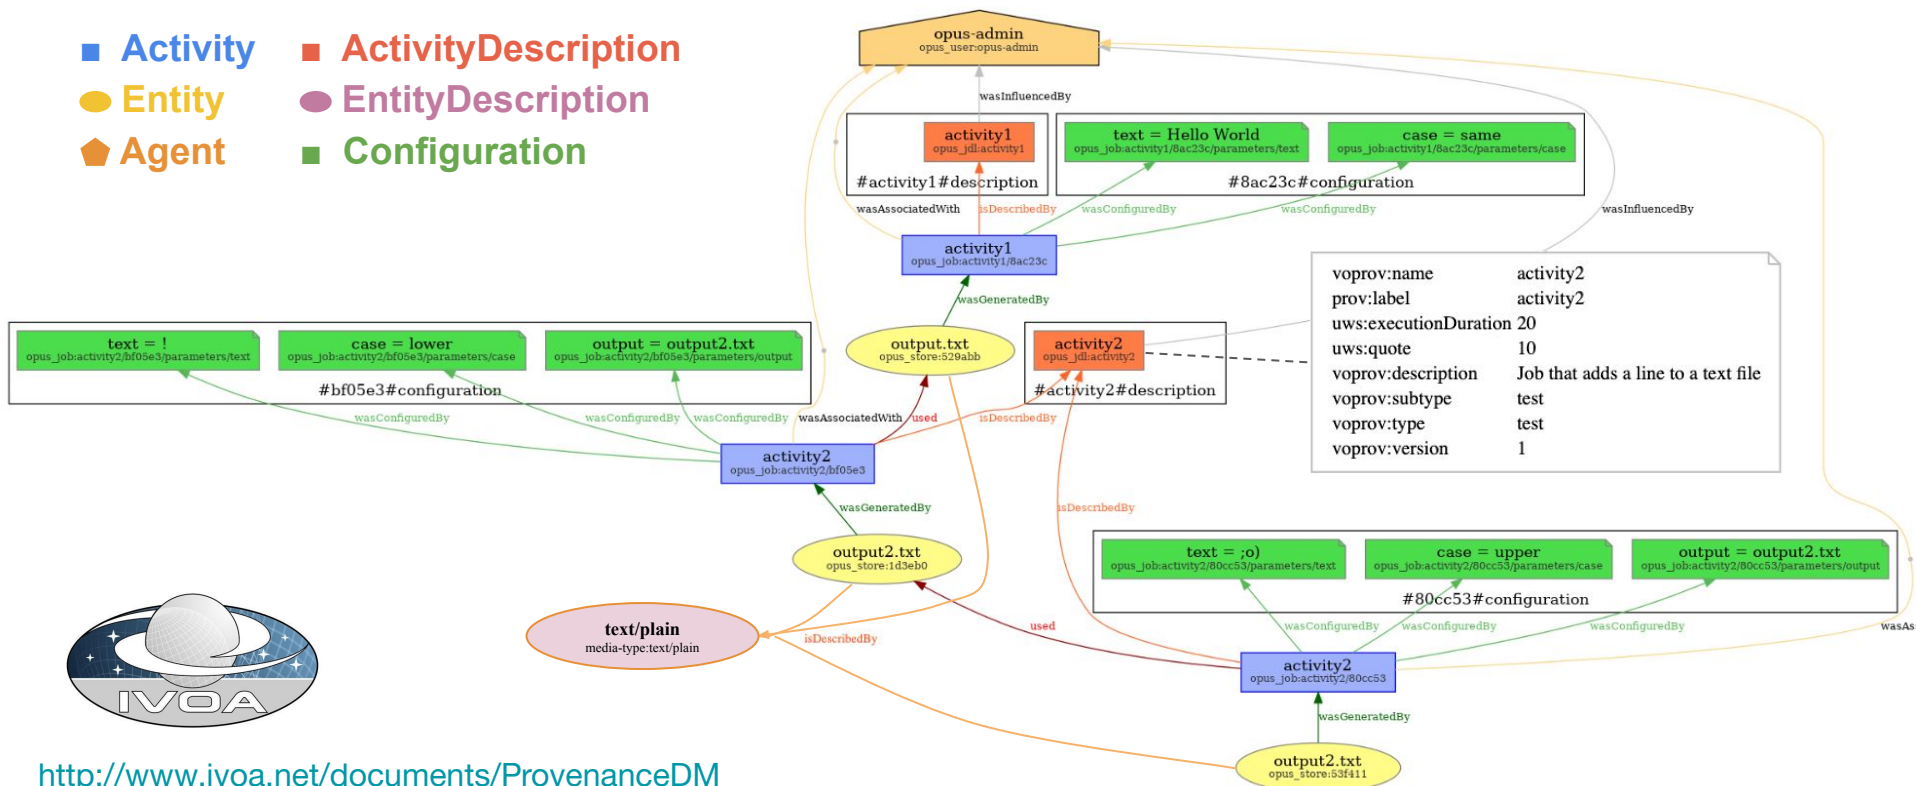 Activity
ActivityDescription
Entity
EntityDescription
Agent
Configuration
opus-admin
opus_user:opus-admin
wasInfluencedBy
activity1
opus_jdl:activity1
#activity1#description
text = Hello World
opus_job:activity1/8ac23c/parameters/text
case = same
opus_job:activity1/8ac23c/parameters/case
#8ac23c#configuration
wasAssociatedWith
isDescribedBy
wasConfiguredBy
wasConfiguredBy
wasInfluencedBy
activity1
opus_job:activity1/8ac23c
wasGeneratedBy
voprov:name activity2
prov:label activity2
uws:executionDuration 20
uws:quote 10
voprov:description Job that adds a line to a text file
voprov:subtype test
voprov:type test
voprov:version 1
text = !
opus_job:activity2/bf05e3/parameters/text
case = lower
opus_job:activity2/bf05e3/parameters/case
output = output2.txt
opus_job:activity2/bf05e3/parameters/output
#bf05e3#configuration
output.txt
opus_store:529abb
activity2
opus_jdl:activity2
#activity2#description
wasConfiguredBy
wasConfiguredBy
wasConfiguredBy
wasAssociatedWith
used
isDescribedBy
activity2
opus_job:activity2/bf05e3
wasGeneratedBy
isDescribedBy
output2.txt
opus_store:1d3eb0
text = ;o)
opus_job:activity2/80cc53/parameters/text
case = upper
opus_job:activity2/80cc53/parameters/case
output = output2.txt
opus_job:activity2/80cc53/parameters/output
#80cc53#configuration
text/plain
media-type:text/plain
isDescribedBy
used
wasConfiguredBy
wasConfiguredBy
wasConfiguredBy
wasAs
activity2
opus_job:activity2/80cc53
wasGeneratedBy
output2.txt
opus_store:53f411
IVOA
http://www.ivoa.net/documents/ProvenanceDM